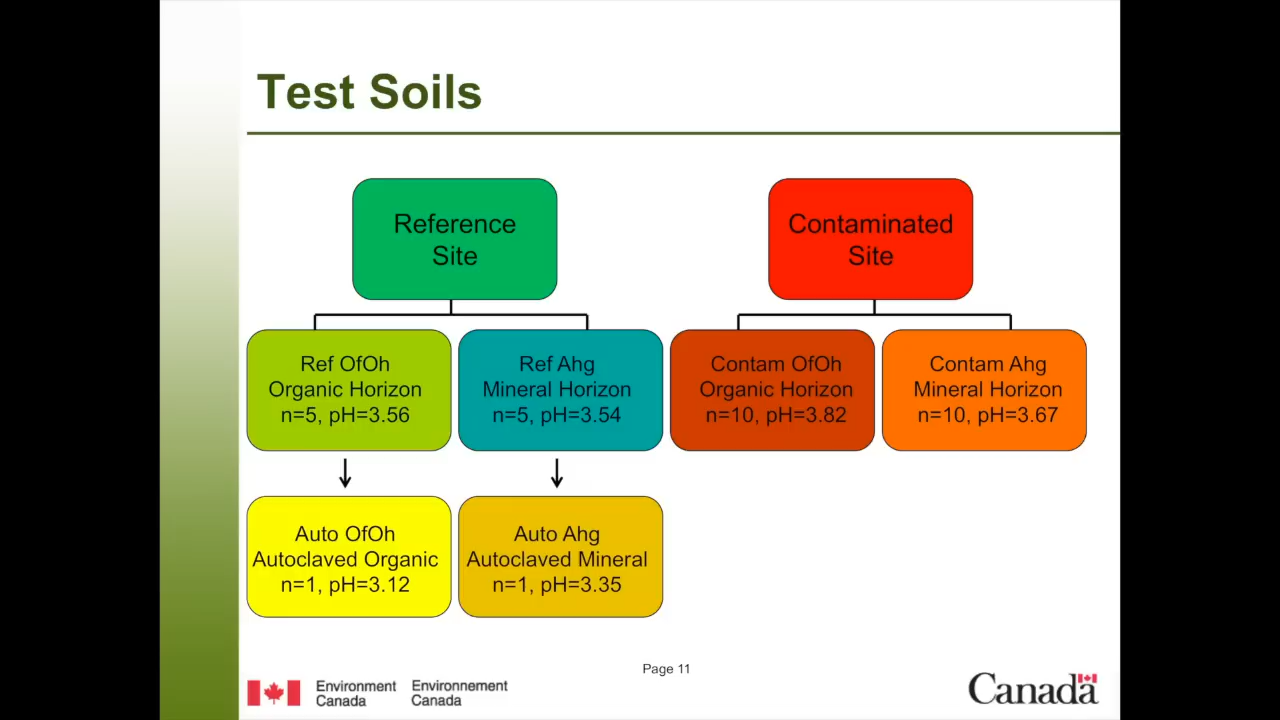 Test Soils
Reference
Site
Contaminated
Site
Ref OfOh
Organic Horizon
n=5, pH=3.56
Ref Ahg
Mineral Horizon
n=5, pH=3.54
Contam OfOh
Organic Horizon
n=10, pH=3.82
Contam Ahg
Mineral Horizon
n=10, pH=3.67
Auto OfOh
Autoclaved Organic
n=1, pH=3.12
Auto Ahg
Autoclaved Mineral
n=1, pH=3.35
Page 11
Environment
Canada
Environnement
Canada
Canada